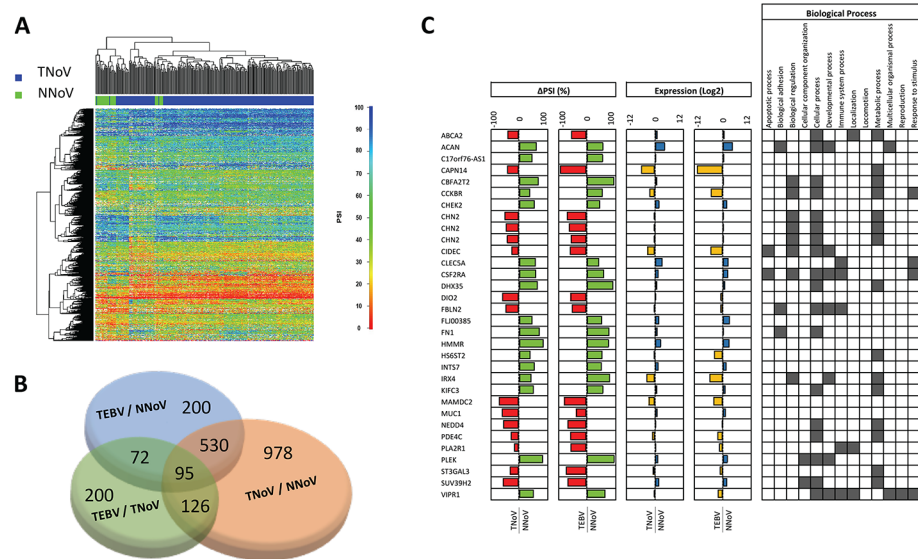 A
TNoV
NNoV
100
90
80
70
60
50
40
30
20
10
0
PSI
B
TEBV / NNoV
200
530
978
72
95
TNoV / NNoV
200
TEBV / TNoV
126
C
Biological Process
ΔPSI (%)
Expression (Log2)
-100
0
100
-100
0
100
-12
0
12
-12
0
12
Apoptotic process
Biological adhesion
Biological regulation
Cellular component organization
Cellular process
Developmental process
Immune system process
Localization
Locomotion
Metabolic process
Multicellular organismal process
Reproduction
Response to stimulus
ABCA2
ACAN
C17orf76-AS1
CAPN14
CBFA2T2
CCKBR
CHEK2
CHN2
CHN2
CHN2
CIDEC
CLEC5A
CSF2RA
DHX35
DIO2
FBLN2
FLJ00385
FN1
HMMR
HS6ST2
INTS7
IRX4
KIFC3
MAMDC2
MUC1
NEDD4
PDE4C
PLA2R1
PLEK
ST3GAL3
SUV39H2
VIPR1
TNoV
NNoV
TEBV
NNoV
TNoV
NNoV
TEBV
NNoV